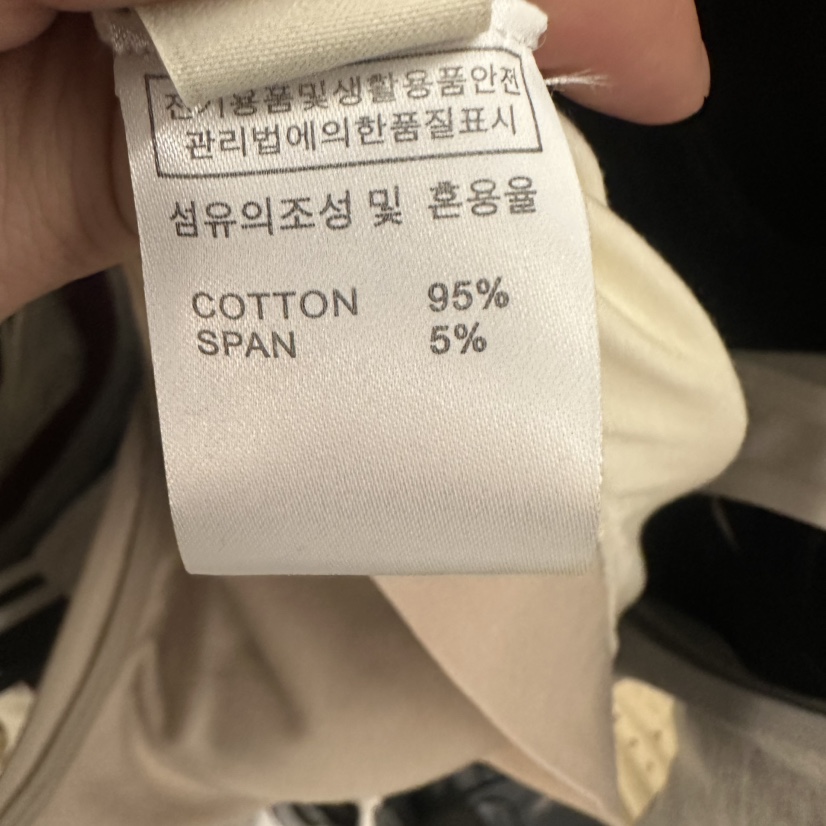 전기용품및생활용품안전
관리법에의한품질표시
섬유의조성 및 혼용율
COTTON 95%
SPAN 5%